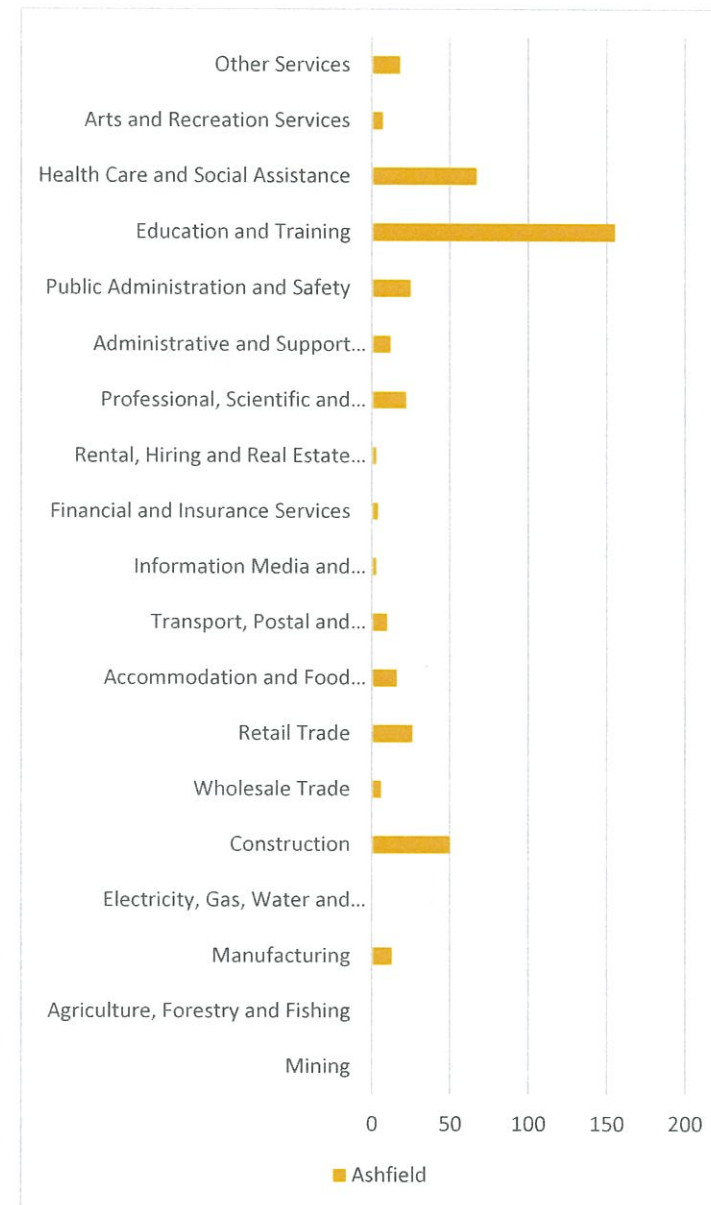 Other Services
Arts and Recreation Services
Health Care and Social Assistance
Education and Training
Public Administration and Safety
Administrative and Support...
Professional, Scientific and...
Rental, Hiring and Real Estate...
Financial and Insurance Services
Information Media and...
Transport, Postal and...
Accommodation and Food...
Retail Trade
Wholesale Trade
Construction
Electricity, Gas, Water and...
Manufacturing
Agriculture, Forestry and Fishing
Mining
0 50 100 150 200
Ashfield